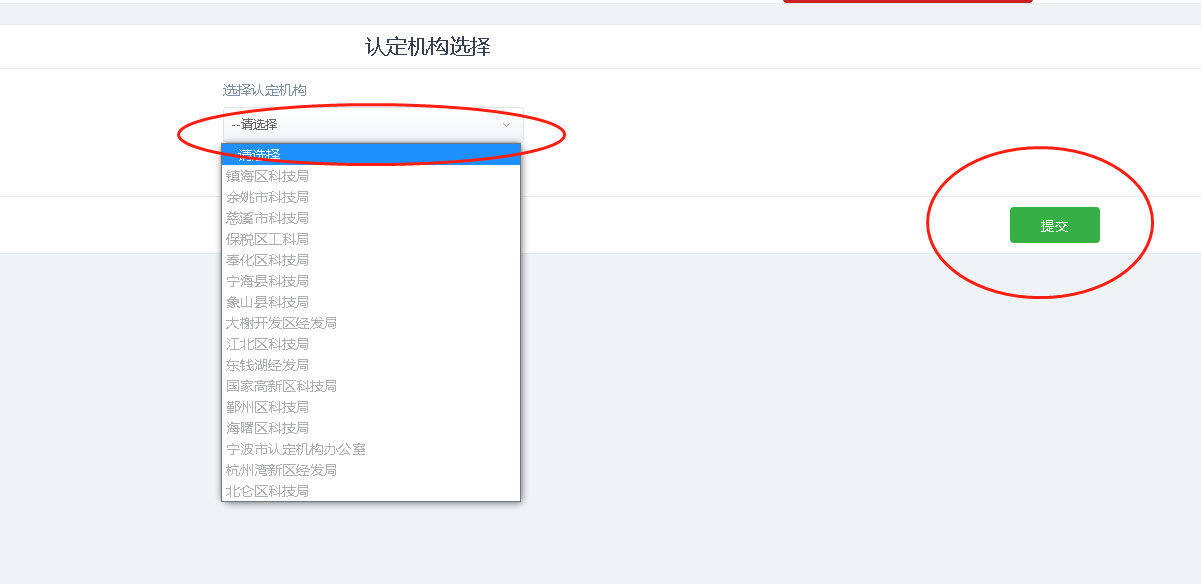 认定机构选择
选择认定机构
--请选择
--请选择
镇海区科技局
余姚市科技局
慈溪市科技局
保税区工科局
奉化区科技局
宁海县科技局
象山县科技局
大榭开发区经发局
江北区科技局
东钱湖经发局
国家高新区科技局
鄞州区科技局
海曙区科技局
宁波市认定机构办公室
杭州湾新区经发局
北仑区科技局
提交